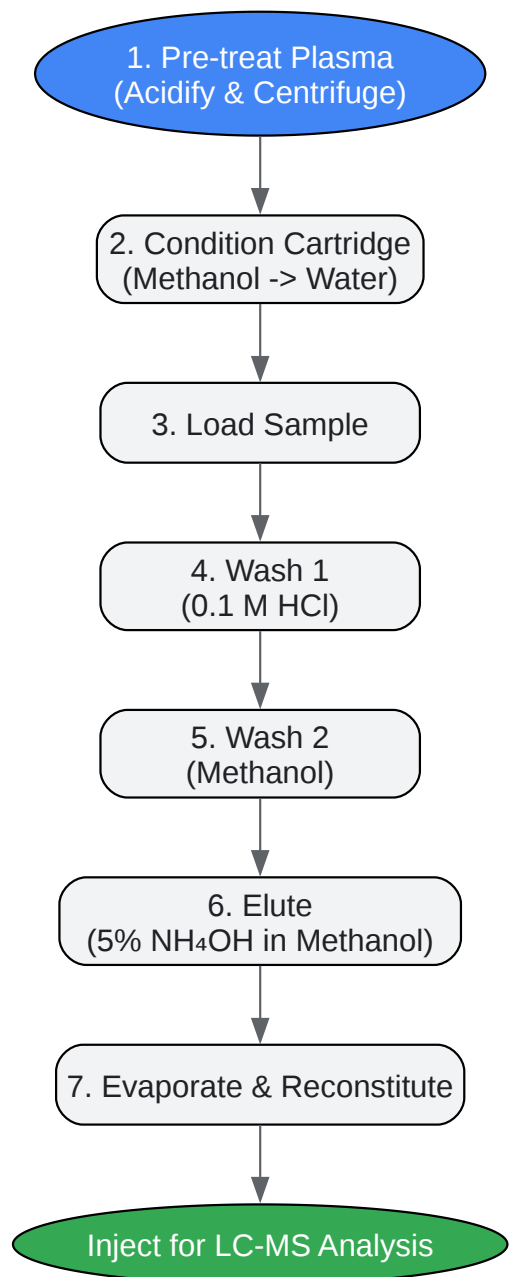 1. Pre-treat Plasma
(Acidify & Centrifuge)
2. Condition Cartridge
(Methanol -> Water)
3. Load Sample
4. Wash 1
(0.1 M HCl)
5. Wash 2
(Methanol)
6. Elute
(5% NH₄OH in Methanol)
7. Evaporate & Reconstitute
Inject for LC-MS Analysis